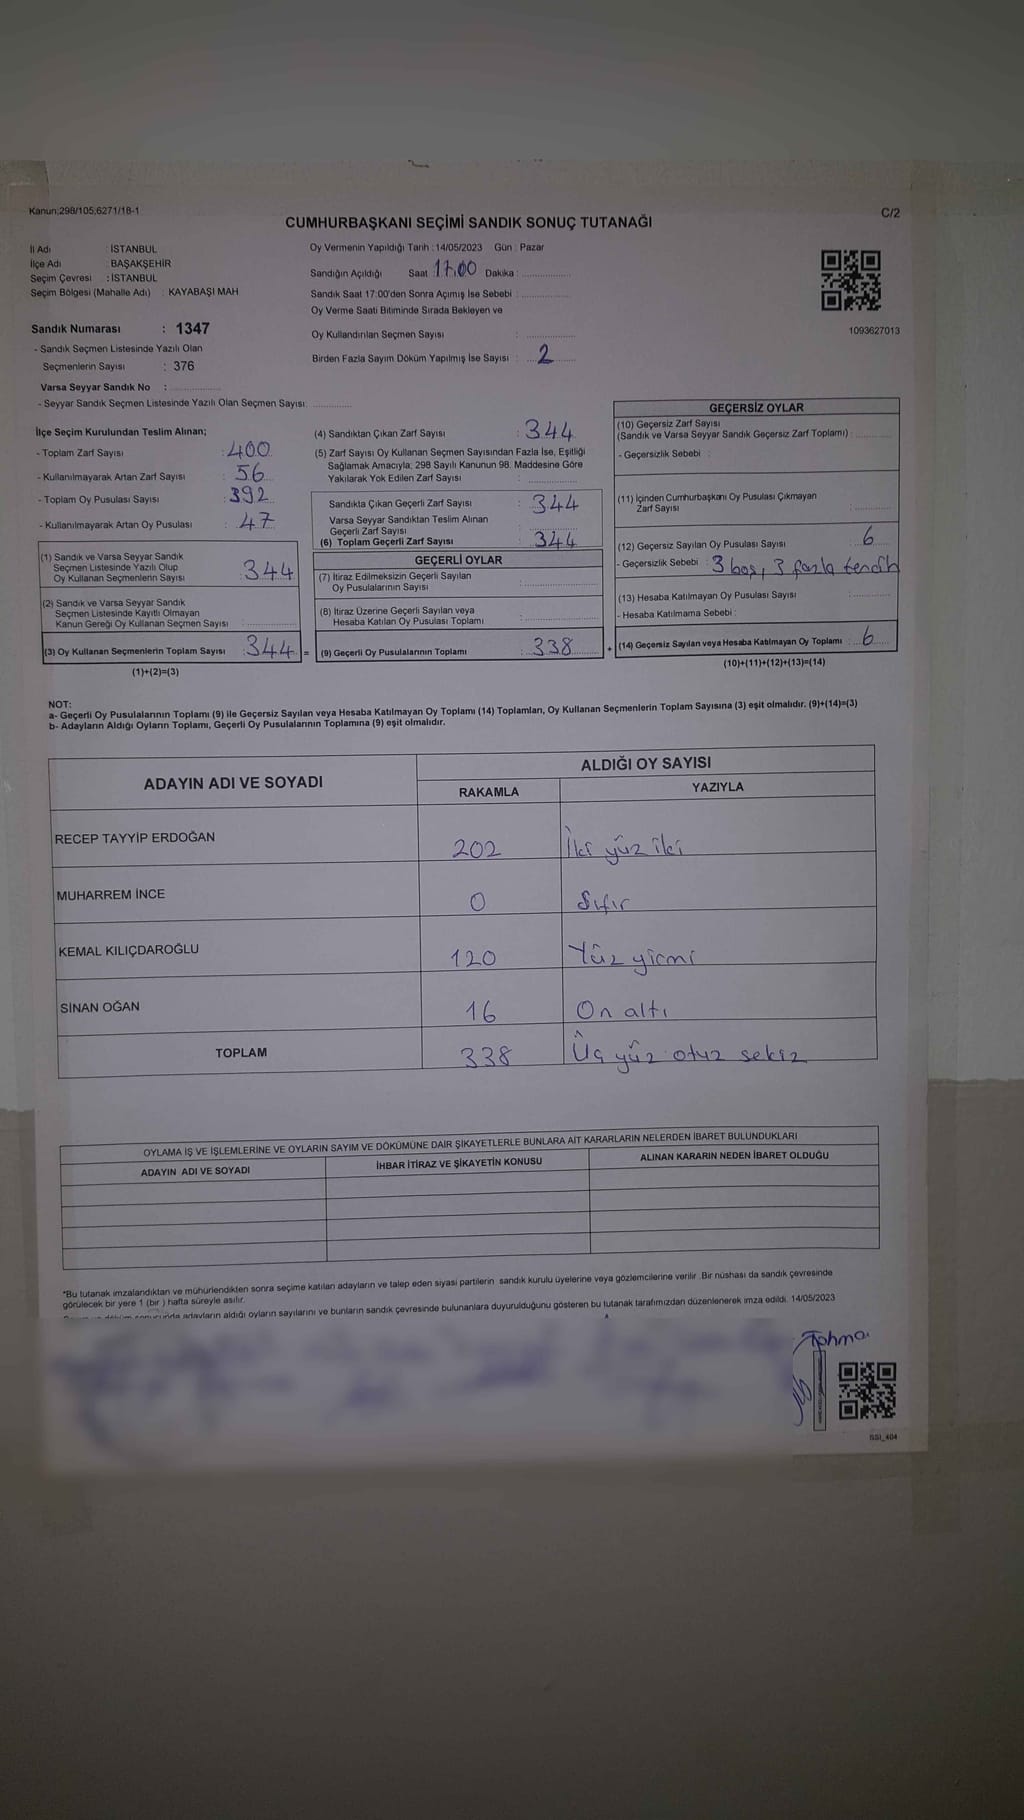 Kanun:298/105;6271/18-1
C/2
CUMHURBAŞKANI SEÇİMİ SANDIK SONUÇ TUTANAĞI
İl Adı : İSTANBUL
İlçe Adı : BAŞAKŞEHİR
Seçim Çevresi : İSTANBUL
Seçim Bölgesi (Mahalle Adı) : KAYABAŞI MAH
Sandık Numarası : 1347
- Sandık Seçmen Listesinde Yazılı Olan
Seçmenlerin Sayısı : 376
Varsa Seyyar Sandık No :
- Seyyar Sandık Seçmen Listesinde Yazılı Olan Seçmen Sayısı:
Oy Vermenin Yapıldığı Tarih : 14/05/2023 Gün : Pazar
Sandığın Açıldığı Saat 17.00 Dakika :
Sandık Saat 17:00'den Sonra Açımış İse Sebebi :
Oy Verme Saati Bitiminde Sırada Bekleyen ve
Oy Kullandırılan Seçmen Sayısı :
Birden Fazla Sayım Döküm Yapılmış İse Sayısı : 2
1093627013
İlçe Seçim Kurulundan Teslim Alınan;
- Toplam Zarf Sayısı : 400
- Kullanılmayarak Artan Zarf Sayısı : 56
- Toplam Oy Pusulası Sayısı : 392
- Kullanılmayarak Artan Oy Pusulası : 47
(1) Sandık ve Varsa Seyyar Sandık
Seçmen Listesinde Yazılı Olup
Oy Kullanan Seçmenlerin Sayısı : 344
(2) Sandık ve Varsa Seyyar Sandık
Seçmen Listesinde Kayıtlı Olmayan
Kanun Gereği Oy Kullanan Seçmen Sayısı :
(3) Oy Kullanan Seçmenlerin Toplam Sayısı : 344 =
(1)+(2)=(3)
(4) Sandıktan Çıkan Zarf Sayısı : 344
(5) Zarf Sayısı Oy Kullanan Seçmen Sayısından Fazla İse, Eşitliği
Sağlamak Amacıyla; 298 Sayılı Kanunun 98. Maddesine Göre
Yakılarak Yok Edilen Zarf Sayısı :
Sandıkta Çıkan Geçerli Zarf Sayısı : 344
Varsa Seyyar Sandıktan Teslim Alınan
Geçerli Zarf Sayısı :
(6) Toplam Geçerli Zarf Sayısı : 344
GEÇERLİ OYLAR
(7) İtiraz Edilmeksizin Geçerli Sayılan
Oy Pusulalarının Sayısı :
(8) İtiraz Üzerine Geçerli Sayılan veya
Hesaba Katılan Oy Pusulası Toplamı :
(9) Geçerli Oy Pusulalarının Toplamı : 338 +
GEÇERSİZ OYLAR
(10) Geçersiz Zarf Sayısı
(Sandık ve Varsa Seyyar Sandık Geçersiz Zarf Toplamı) :
- Geçersizlik Sebebi :
(11) İçinden Cumhurbaşkanı Oy Pusulası Çıkmayan
Zarf Sayısı :
(12) Geçersiz Sayılan Oy Pusulası Sayısı : 6
- Geçersizlik Sebebi : 3 boş, 3 fazla tercih
(13) Hesaba Katılmayan Oy Pusulası Sayısı :
- Hesaba Katılmama Sebebi :
(14) Geçersiz Sayılan veya Hesaba Katılmayan Oy Toplamı : 6
(10)+(11)+(12)+(13)=(14)
NOT:
a- Geçerli Oy Pusulalarının Toplamı (9) ile Geçersiz Sayılan veya Hesaba Katılmayan Oy Toplamı (14) Toplamları, Oy Kullanan Seçmenlerin Toplam Sayısına (3) eşit olmalıdır. (9)+(14)=(3)
b- Adayların Aldığı Oyların Toplamı, Geçerli Oy Pusulalarının Toplamına (9) eşit olmalıdır.
ADAYIN ADI VE SOYADI
ALDIĞI OY SAYISI
RAKAMLA YAZIYLA
RECEP TAYYİP ERDOĞAN 202 İki yüz iki
MUHARREM İNCE 0 Sıfır
KEMAL KILIÇDAROĞLU 120 Yüz yirmi
SİNAN OĞAN 16 On altı
TOPLAM 338 Üç yüz otuz sekiz
OYLAMA İŞ VE İŞLEMLERİNE VE OYLARIN SAYIM VE DÖKÜMÜNE DAİR ŞİKAYETLERLE BUNLARA AİT KARARLARIN NELERDEN İBARET BULUNDUKLARI
ADAYIN ADI VE SOYADI İHBAR İTİRAZ VE ŞİKAYETİN KONUSU ALINAN KARARIN NEDEN İBARET OLDUĞU
*Bu tutanak imzalandıktan ve mühürlendikten sonra seçime katılan adayların ve talep eden siyasi partilerin sandık kurulu üyelerine veya gözlemcilerine verilir. Bir nüshası da sandık çevresinde
görülecek bir yere 1 (bir) hafta süreyle asılır.
adayların aldığı oyların sayılarını ve bunların sandık çevresinde bulunanlara duyurulduğunu gösteren bu tutanak tarafımızdan düzenlenerek imza edildi. 14/05/2023